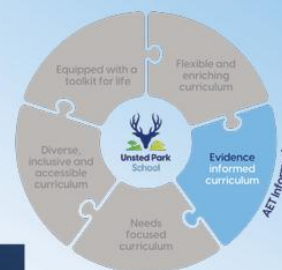 Equipped with a
toolkit for life
Flexible and
enriching
curriculum
Diverse,
inclusive and
accessible
curriculum
Unsted Park
School
Evidence
informed
curriculum
Needs
focused
curriculum
AET